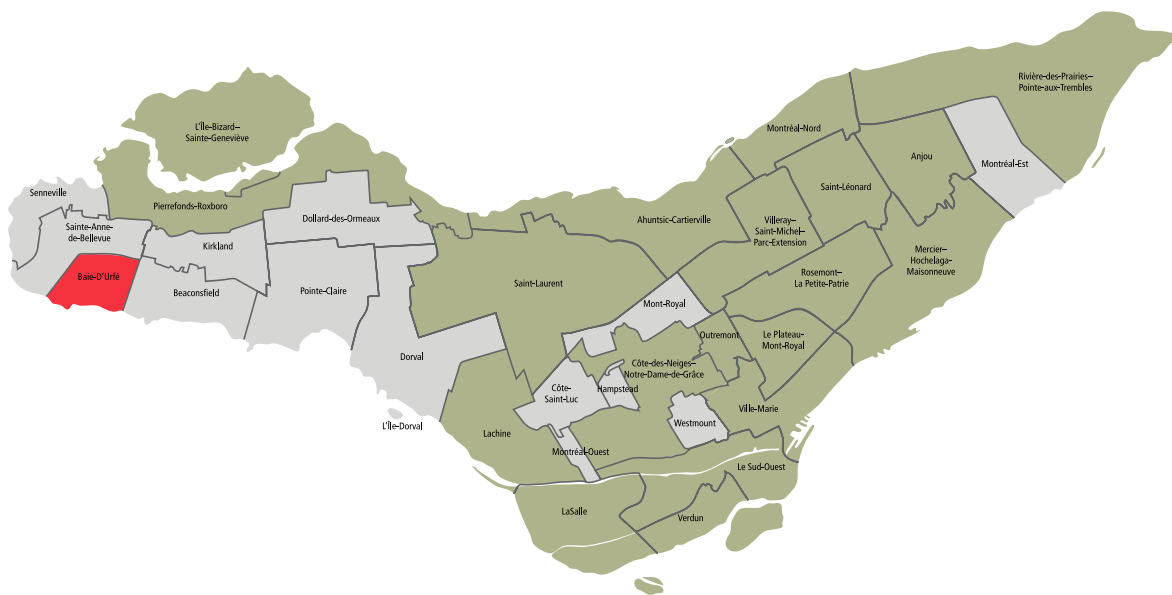 Rivière-des-Prairies–
Pointe-aux-Trembles
L'Île-Bizard–
Sainte-Geneviève
Montréal-Nord
Anjou
Montréal-Est
Saint-Léonard
Senneville
Pierrefonds-Roxboro
Dollard-des-Ormeaux
Ahuntsic-Cartierville
Villeray–
Saint-Michel–
Parc-Extension
Sainte-Anne-
de-Bellevue
Kirkland
Mercier–
Hochelaga-
Maisonneuve
Baie-D'Urfé
Beaconsfield
Pointe-Claire
Saint-Laurent
Rosemont–
La Petite-Patrie
Mont-Royal
Outremont
Le Plateau-
Mont-Royal
Dorval
Côte-des-Neiges–
Notre-Dame-de-Grâce
Côte-
Saint-Luc
Hampstead
Ville-Marie
L'Île-Dorval
Westmount
Lachine
Montréal-Ouest
Le Sud-Ouest
LaSalle
Verdun